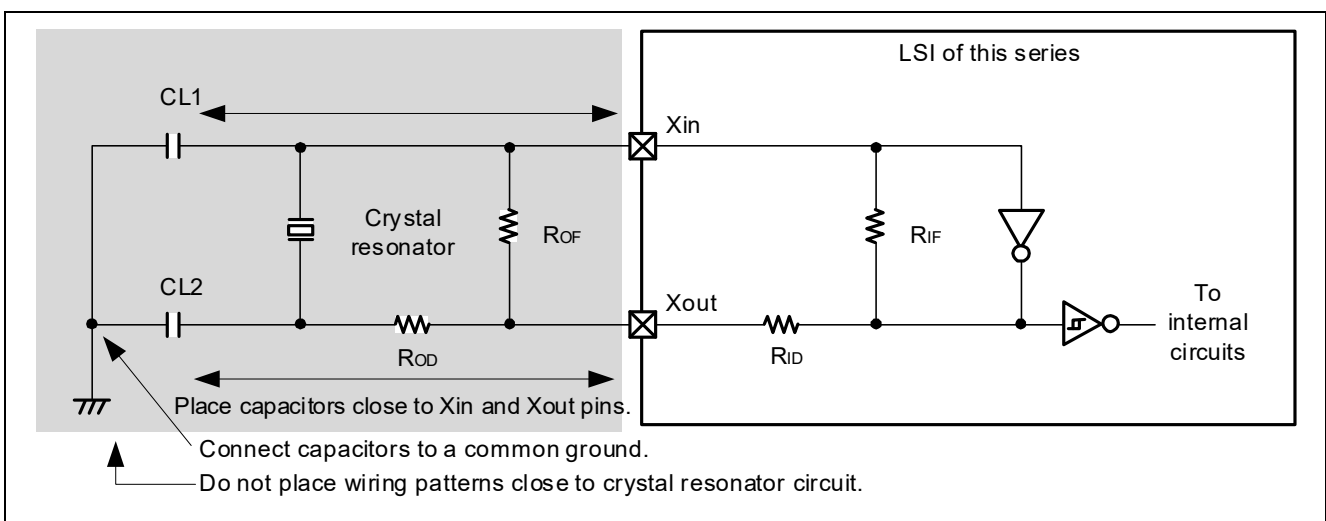 LSI of this series
CL1
Xin
Crystal
resonator
ROF
RIF
CL2
Xout
To
internal
circuits
ROD
RID
Place capacitors close to Xin and Xout pins.
Connect capacitors to a common ground.
Do not place wiring patterns close to crystal resonator circuit.